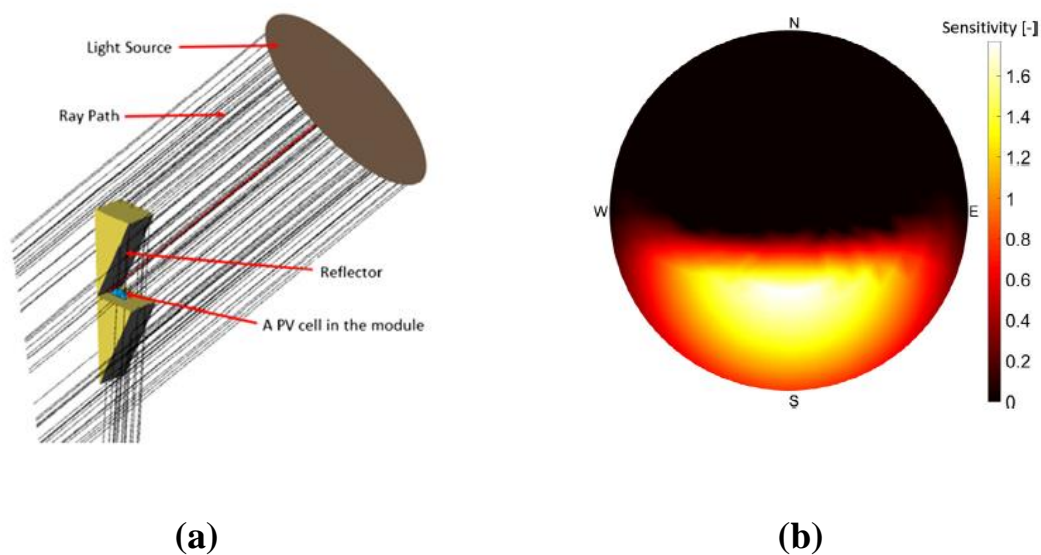 Light Source
Ray Path
Reflector
A PV cell in the module
(a)
Sensitivity [-]
N
W
E
S
1.6
1.4
1.2
1
0.8
0.6
0.4
0.2
0
(b)